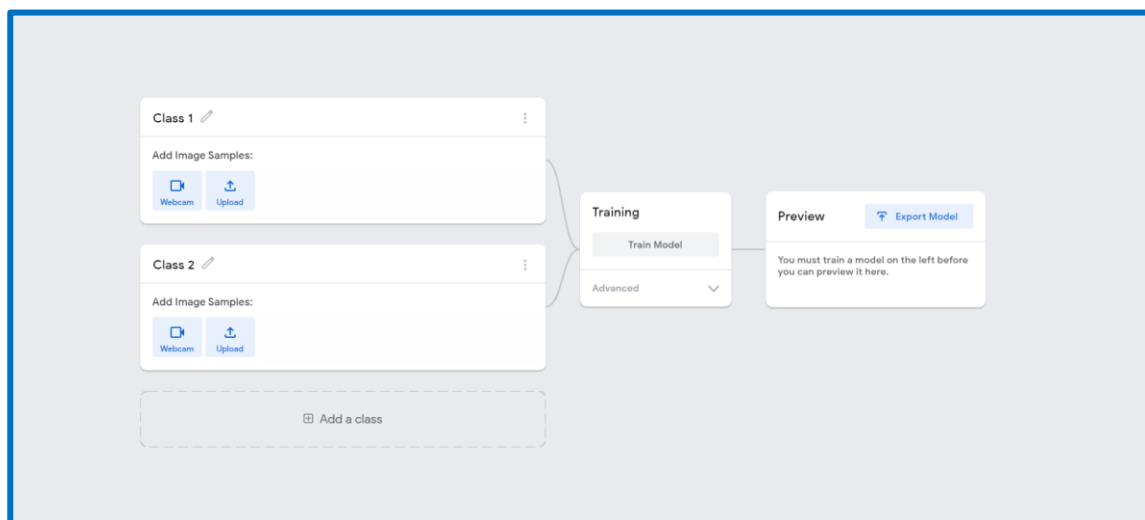 Class 1
Add Image Samples:
Webcam Upload
Class 2
Add Image Samples:
Webcam Upload
Add a class
Training
Train Model
Advanced
Preview
Export Model
You must train a model on the left before
you can preview it here.